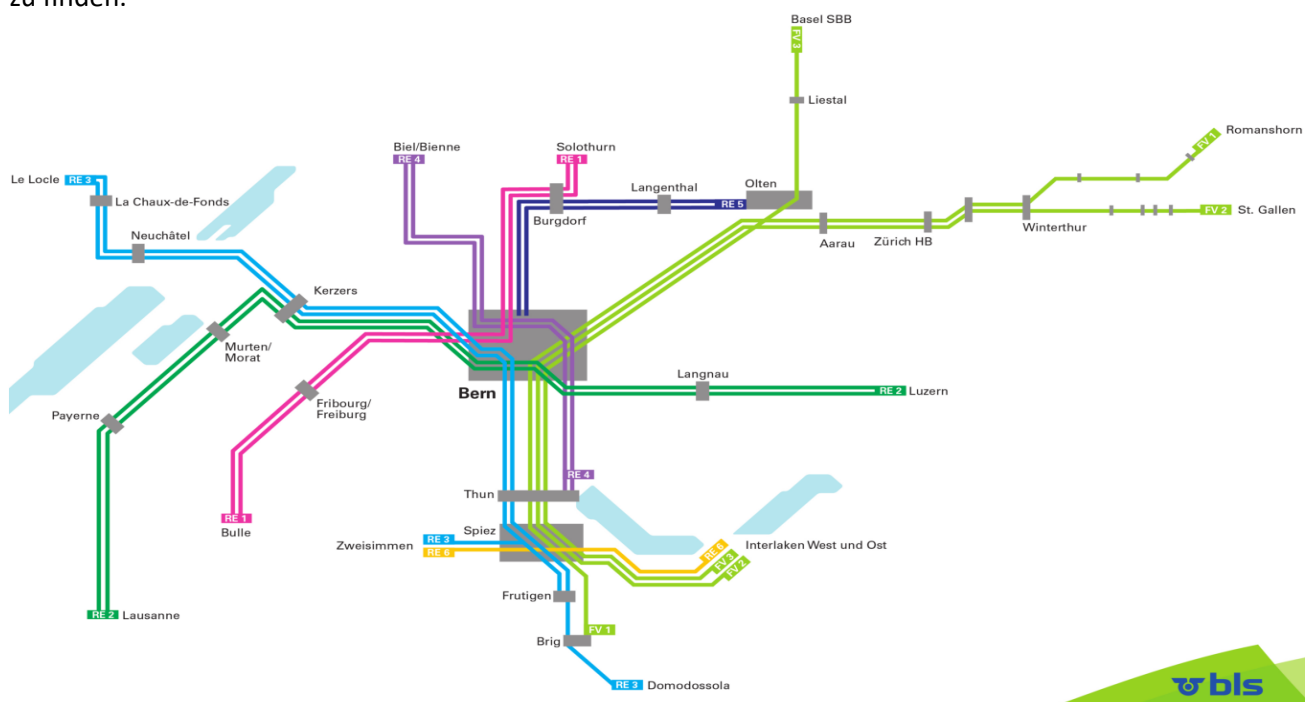 zu finden.
Basel SBB
FV 3
Liestal
Romanshorn
FV 1
Biel/Bienne
RE 4
Solothurn
RE 1
Le Locle RE 3
La Chaux-de-Fonds
Langenthal
Olten
RE 5
Burgdorf
FV 2 St. Gallen
Neuchâtel
Aarau
Zürich HB
Winterthur
Kerzers
Murten/
Morat
Bern
Langnau
RE 2 Luzern
Fribourg/
Freiburg
Payerne
RE 4
Thun
RE 1
Bulle
Spiez
Zweisimmen
RE 3
RE 6
RE 6
FV 3
FV 2
Interlaken West und Ost
Frutigen
RE 2 Lausanne
FV 1
Brig
RE 3 Domodossola
bls